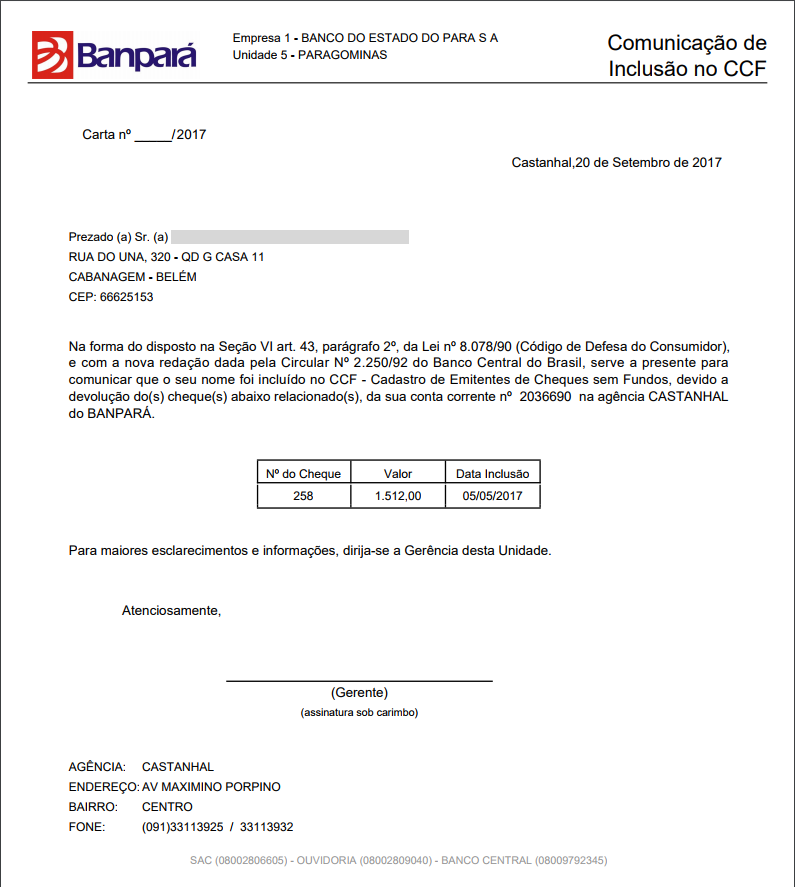 Banpará
Empresa 1 - BANCO DO ESTADO DO PARA S A
Unidade 5 - PARAGOMINAS
Comunicação de
Inclusão no CCF
Carta nº _____/2017
Castanhal,20 de Setembro de 2017
Prezado (a) Sr. (a)
RUA DO UNA, 320 - QD G CASA 11
CABANAGEM - BELÉM
CEP: 66625153
Na forma do disposto na Seção VI art. 43, parágrafo 2º, da Lei nº 8.078/90 (Código de Defesa do Consumidor),
e com a nova redação dada pela Circular Nº 2.250/92 do Banco Central do Brasil, serve a presente para
comunicar que o seu nome foi incluído no CCF - Cadastro de Emitentes de Cheques sem Fundos, devido a
devolução do(s) cheque(s) abaixo relacionado(s), da sua conta corrente nº 2036690 na agência CASTANHAL
do BANPARÁ.
Nº do Cheque Valor Data Inclusão
258 1.512,00 05/05/2017
Para maiores esclarecimentos e informações, dirija-se a Gerência desta Unidade.
Atenciosamente,
(Gerente)
(assinatura sob carimbo)
AGÊNCIA: CASTANHAL
ENDEREÇO: AV MAXIMINO PORPINO
BAIRRO: CENTRO
FONE: (091)33113925 / 33113932
SAC (08002806605) - OUVIDORIA (08002809040) - BANCO CENTRAL (08009792345)